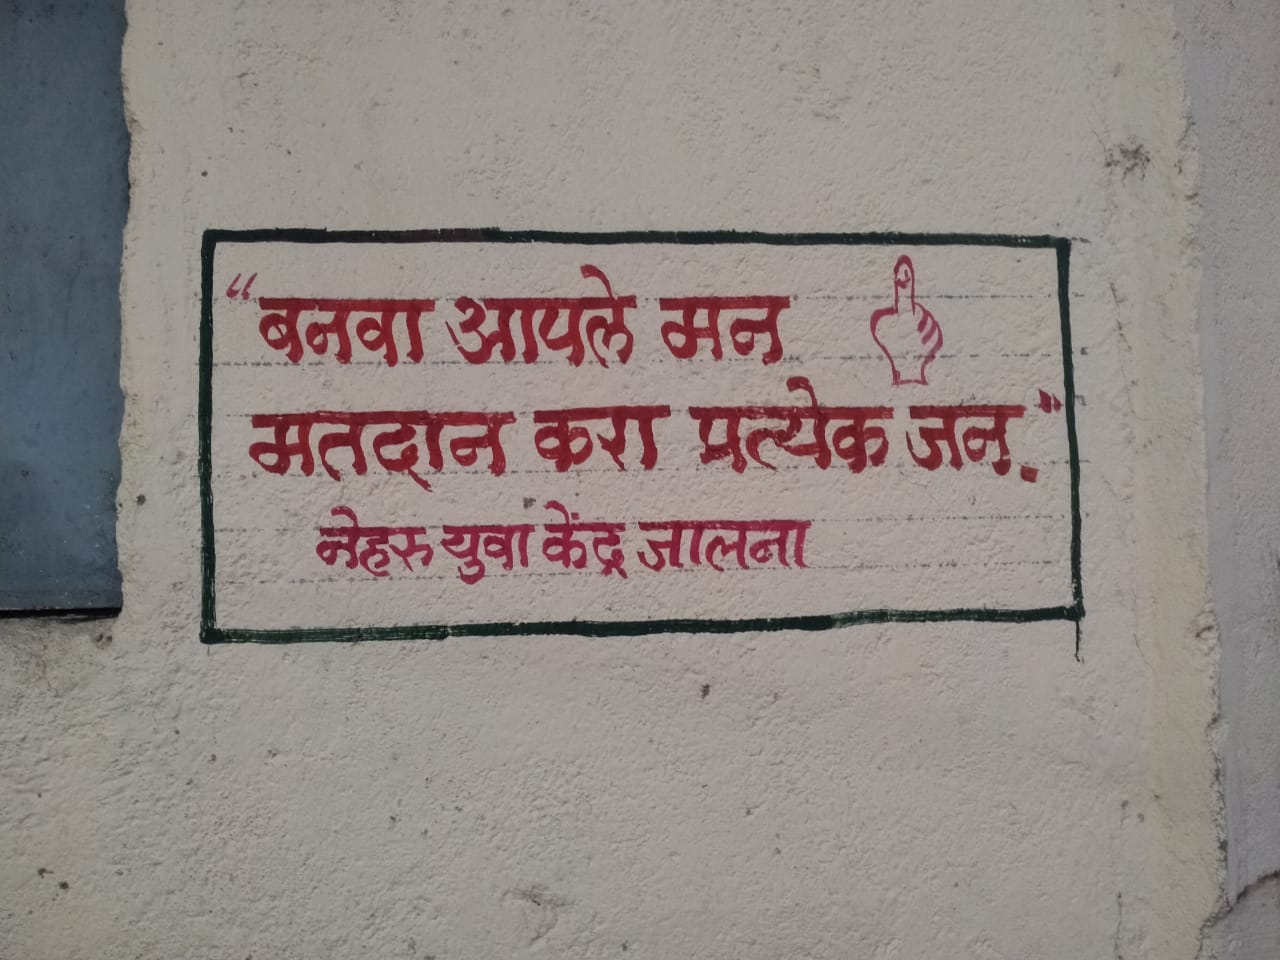 “बनवा आपले मन
मतदान करा प्रत्येक जन.”
नेहरु युवा केंद्र जालना